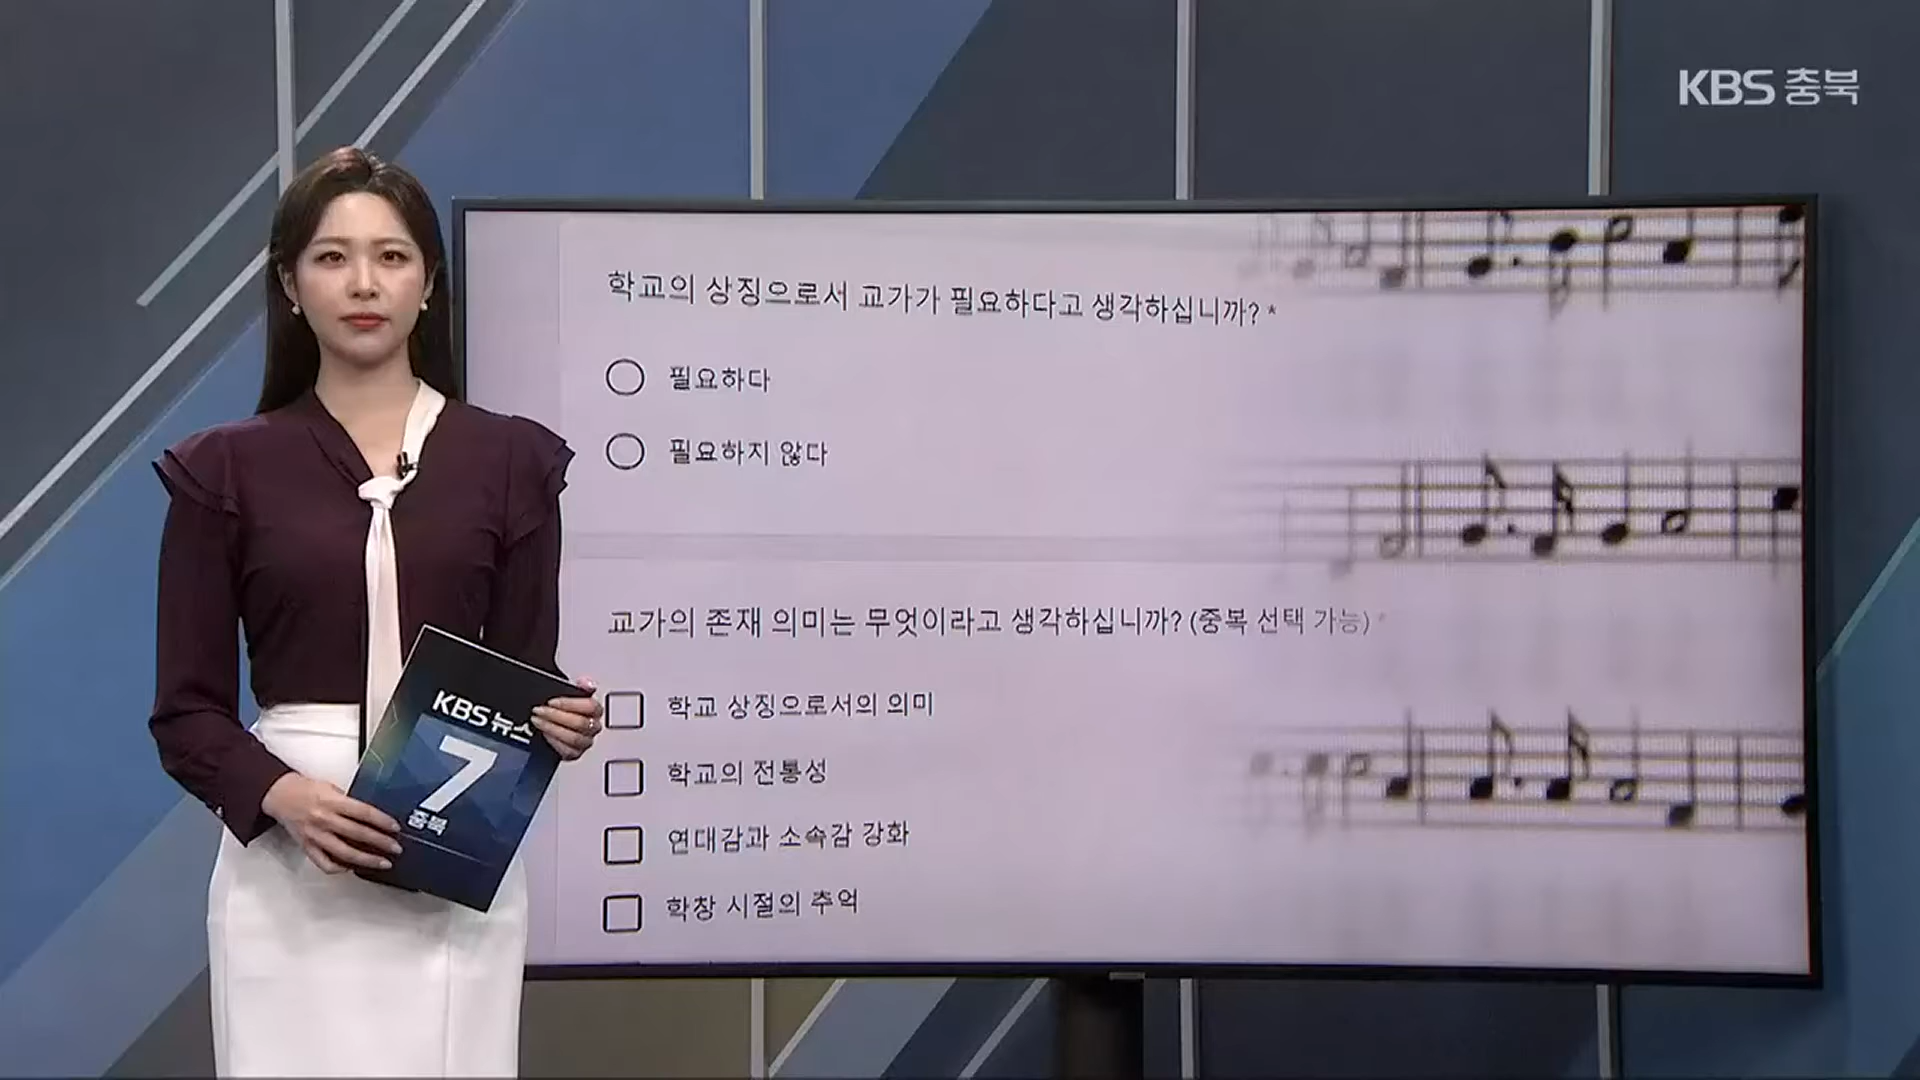 KBS 충북
학교의 상징으로서 교가가 필요하다고 생각하십니까? *
필요하다
필요하지 않다
교가의 존재 의미는 무엇이라고 생각하십니까? (중복 선택 가능) *
학교 상징으로서의 의미
학교의 전통성
연대감과 소속감 강화
학창 시절의 추억
KBS 뉴스
7
충북